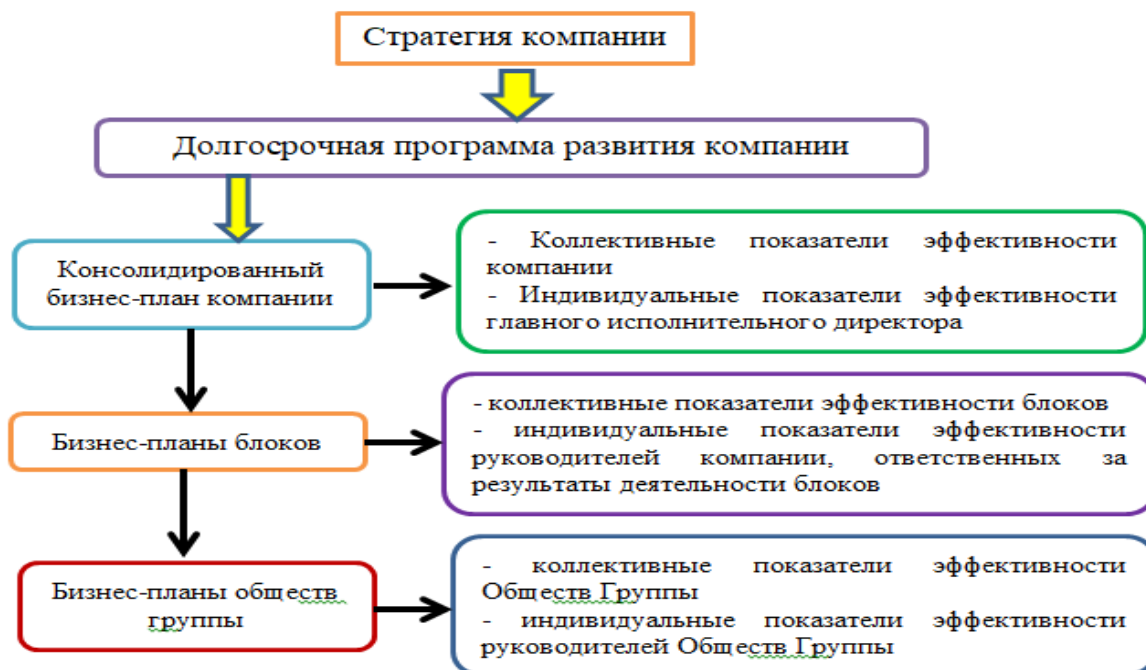 Стратегия компании
Долгосрочная программа развития компании
Консолидированный
бизнес-план компании
- Коллективные показатели эффективности
компании
- Индивидуальные показатели эффективности
главного исполнительного директора
Бизнес-планы блоков
- коллективные показатели эффективности блоков
- индивидуальные показатели эффективности
руководителей компании, ответственных за
результаты деятельности блоков
Бизнес-планы обществ
группы
- коллективные показатели эффективности
Обществ Группы
- индивидуальные показатели эффективности
руководителей Обществ Группы